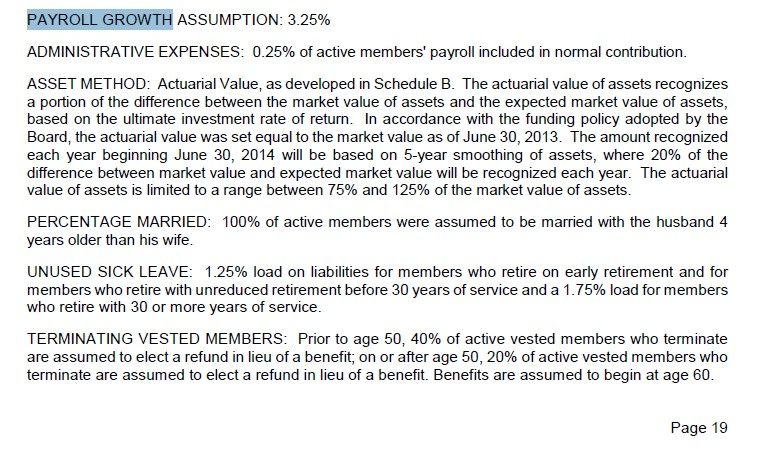 PAYROLL GROWTH ASSUMPTION: 3.25%
ADMINISTRATIVE EXPENSES: 0.25% of active members' payroll included in normal contribution.
ASSET METHOD: Actuarial Value, as developed in Schedule B. The actuarial value of assets recognizes
a portion of the difference between the market value of assets and the expected market value of assets,
based on the ultimate investment rate of return. In accordance with the funding policy adopted by the
Board, the actuarial value was set equal to the market value as of June 30, 2013. The amount recognized
each year beginning June 30, 2014 will be based on 5-year smoothing of assets, where 20% of the
difference between market value and expected market value will be recognized each year. The actuarial
value of assets is limited to a range between 75% and 125% of the market value of assets.
PERCENTAGE MARRIED: 100% of active members were assumed to be married with the husband 4
years older than his wife.
UNUSED SICK LEAVE: 1.25% load on liabilities for members who retire on early retirement and for
members who retire with unreduced retirement before 30 years of service and a 1.75% load for members
who retire with 30 or more years of service.
TERMINATING VESTED MEMBERS: Prior to age 50, 40% of active vested members who terminate
are assumed to elect a refund in lieu of a benefit; on or after age 50, 20% of active vested members who
terminate are assumed to elect a refund in lieu of a benefit. Benefits are assumed to begin at age 60.
Page 19